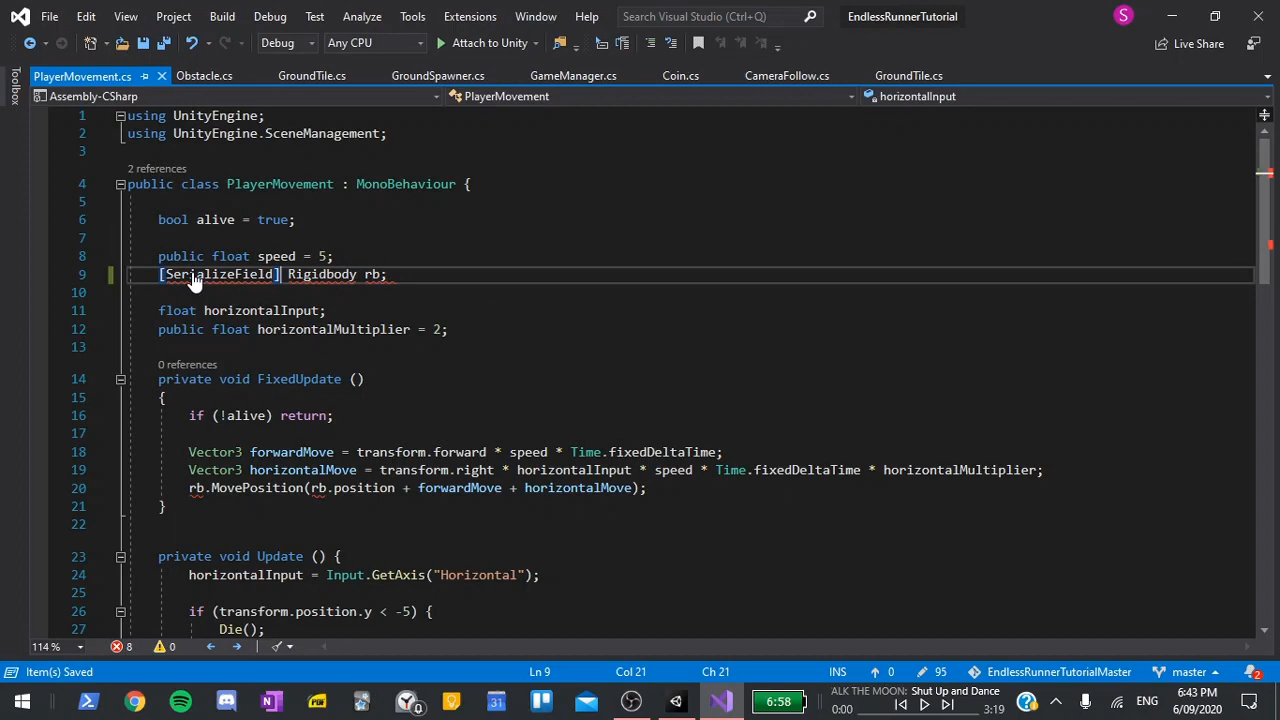 File Edit View Project Build Debug Test Analyze Tools Extensions Window Help Search Visual Studio (Ctrl+Q) EndlessRunnerTutorial S
Debug Any CPU Attach to Unity Live Share
PlayerMovement.cs Obstacle.cs GroundTile.cs GroundSpawner.cs GameManager.cs Coin.cs CameraFollow.cs GroundTile.cs
Toolbox
Assembly-CSharp PlayerMovement horizontalInput
1 using UnityEngine;
2 using UnityEngine.SceneManagement;
3
2 references
4 public class PlayerMovement : MonoBehaviour {
5
6 bool alive = true;
7
8 public float speed = 5;
9 [SerializeField] Rigidbody rb;
10
11 float horizontalInput;
12 public float horizontalMultiplier = 2;
13
0 references
14 private void FixedUpdate ()
15 {
16 if (!alive) return;
17
18 Vector3 forwardMove = transform.forward * speed * Time.fixedDeltaTime;
19 Vector3 horizontalMove = transform.right * horizontalInput * speed * Time.fixedDeltaTime * horizontalMultiplier;
20 rb.MovePosition(rb.position + forwardMove + horizontalMove);
21 }
22
23 private void Update () {
24 horizontalInput = Input.GetAxis("Horizontal");
25
26 if (transform.position.y < -5) {
27 Die();
114 % 8 0
Item(s) Saved Ln 9 Col 21 Ch 21 INS 0 95 EndlessRunnerTutorialMaster master 2
6:58 ALK THE MOON: Shut Up and Dance
0:00 3:19
ENG
6:43 PM
6/09/2020